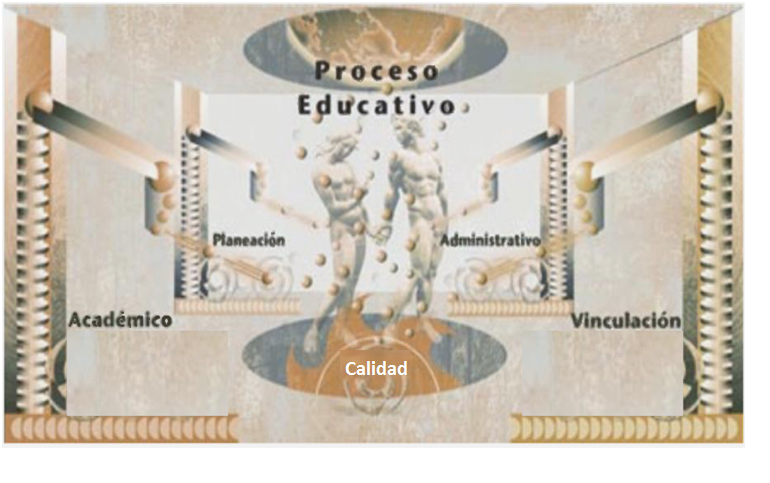 Proceso
Educativo
Planeación
Administrativo
Académico
Vinculación
Calidad